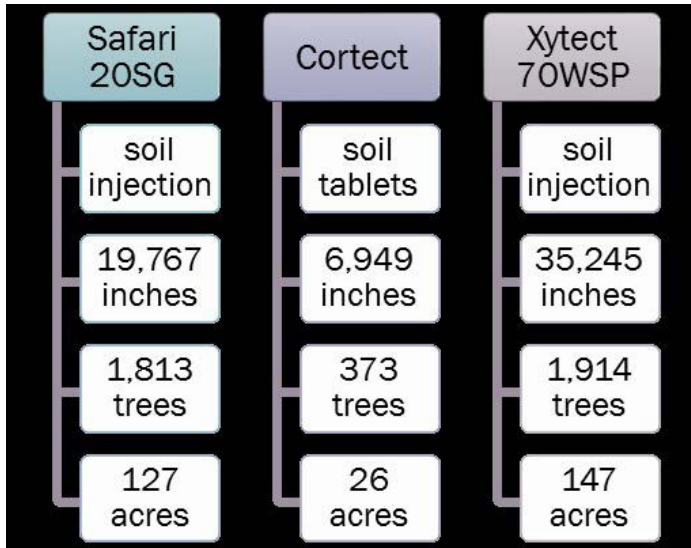 Safari
20SG
soil
injection
19,767
inches
1,813
trees
127
acres
Cortect
soil
tablets
6,949
inches
373
trees
26
acres
Xytect
70WSP
soil
injection
35,245
inches
1,914
trees
147
acres